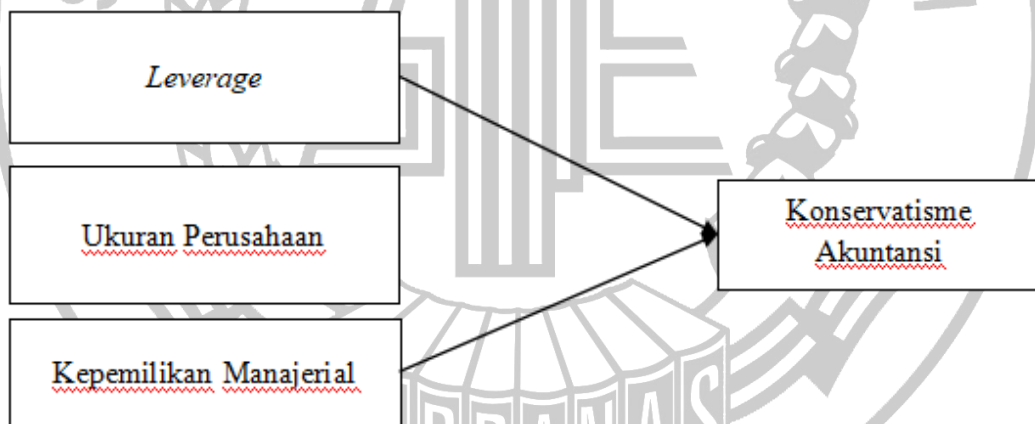 Leverage
Ukuran Perusahaan
Konservatisme
Akuntansi
Kepemilikan Manajerial